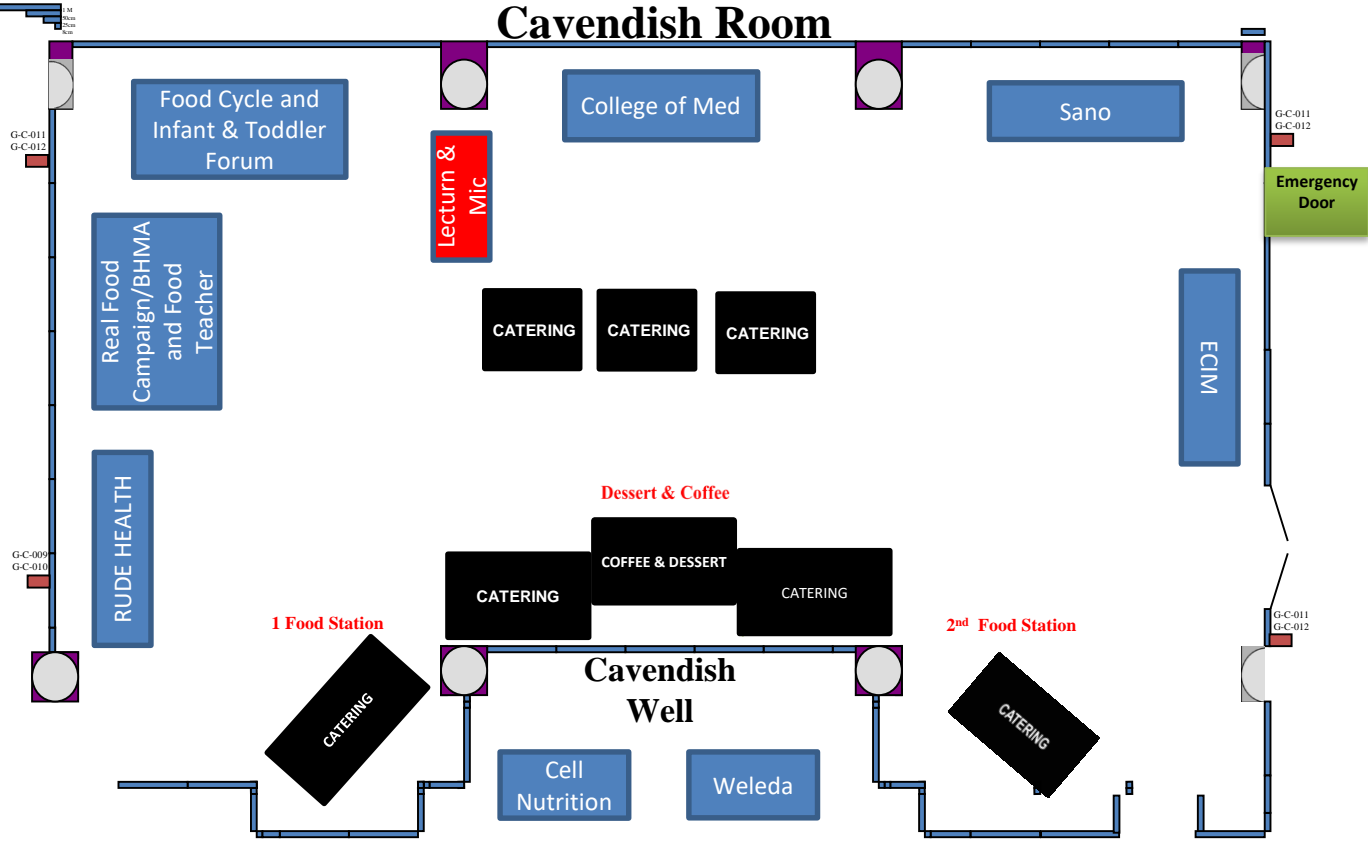 Cavendish Room
1 M
50cm
25cm
8cm
Food Cycle and
Infant & Toddler
Forum
College of Med
Sano
G-C-011
G-C-012
G-C-011
G-C-012
Lecturn &
Mic
Emergency
Door
Real Food
Campaign/BHMA
and Food
Teacher
CATERING
CATERING
CATERING
ECIM
RUDE HEALTH
Dessert & Coffee
COFFEE & DESSERT
CATERING
CATERING
G-C-009
G-C-010
1 Food Station
2nd Food Station
G-C-011
G-C-012
Cavendish
Well
CATERING
CATERING
Cell
Nutrition
Weleda